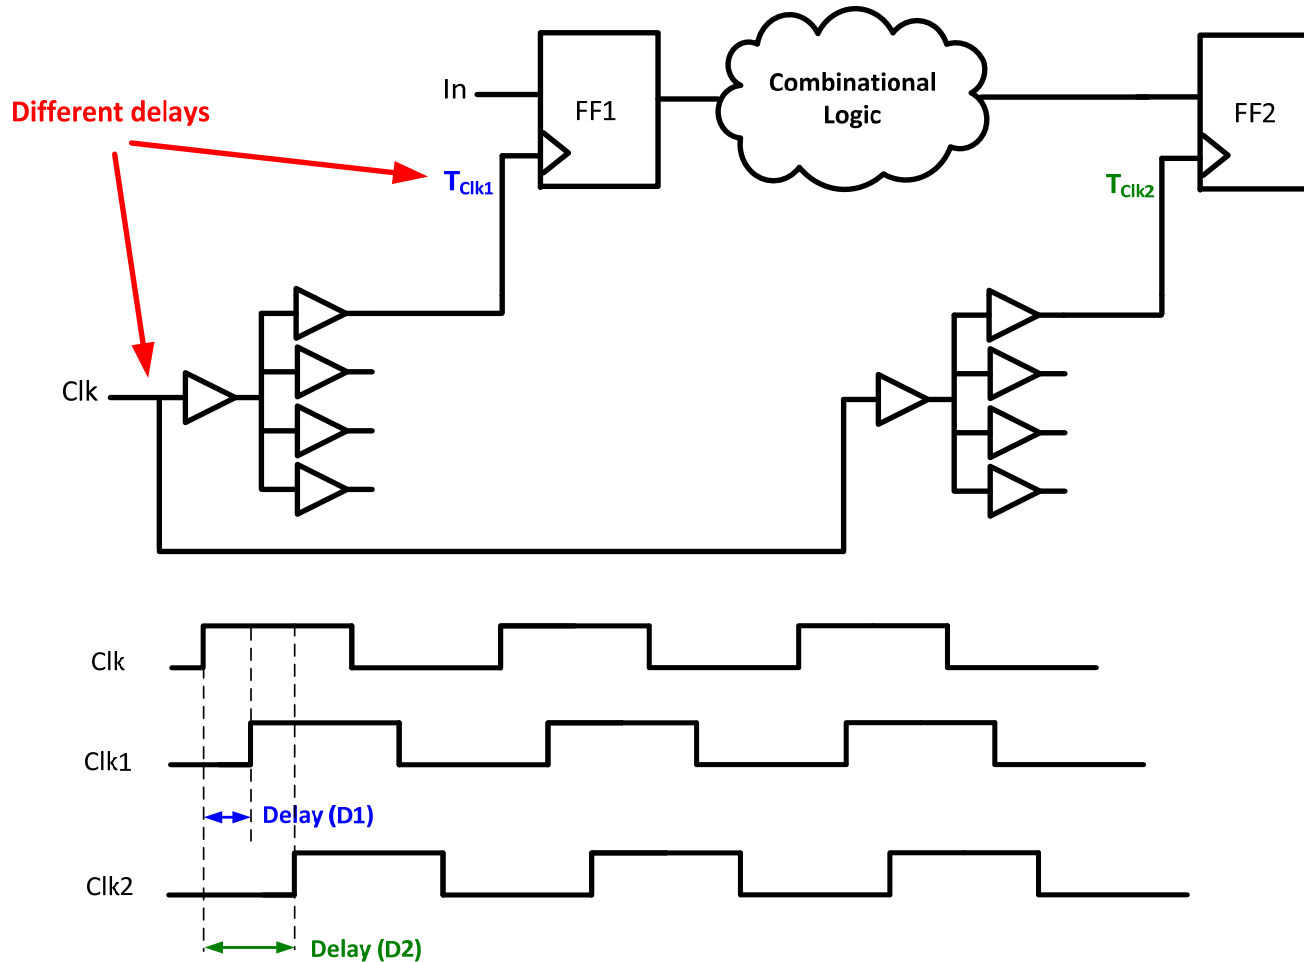 Combinational
Logic
In
FF1
FF2
Different delays
TClk1
TClk2
Clk
Clk
Clk1
Delay (D1)
Clk2
Delay (D2)